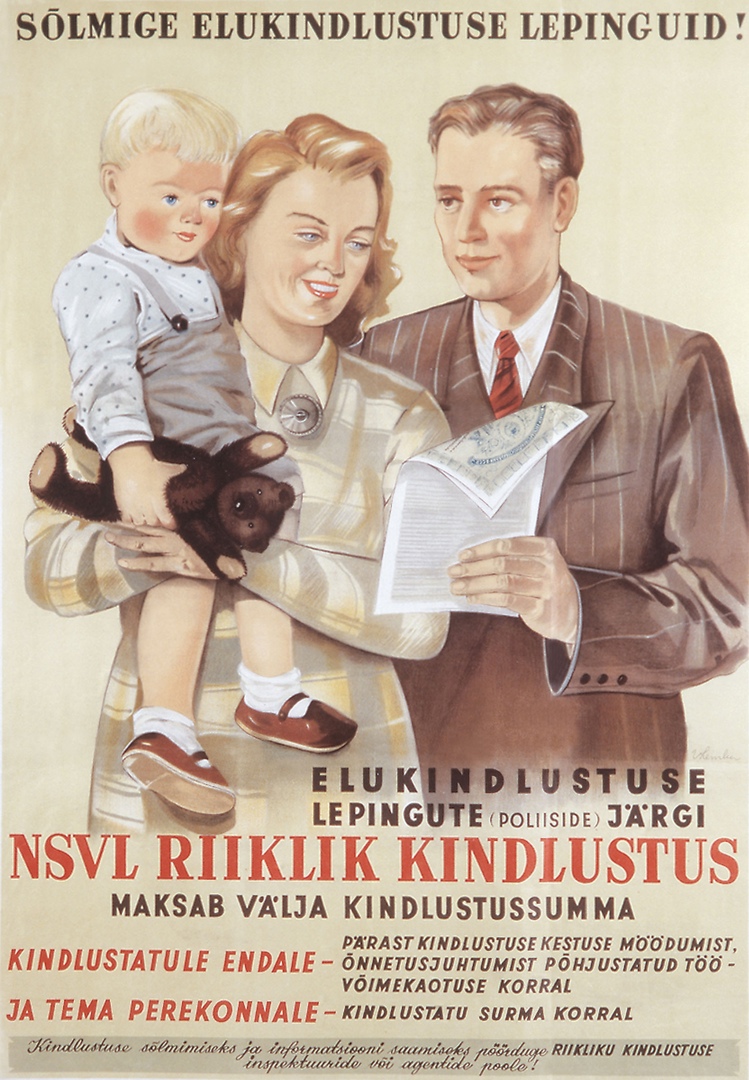 SÕLMIGE ELUKINDLUSTUSE LEPINGUID!
ELUKINDLUSTUSE
LEPINGUTE (POLIISIDE) JÄRGI
NSVL RIIKLIK KINDLUSTUS
MAKSAB VÄLJA KINDLUSTUSSUMMA
KINDLUSTATULE ENDALE – PÄRAST KINDLUSTUSE KESTUSE MÖÖDUMIST,
ÕNNETUSJUHTUMIST PÕHJUSTATUD TÖÖ-
VÕIMEKAOTUSE KORRAL
JA TEMA PEREKONNALE – KINDLUSTATU SURMA KORRAL
Kindlustuse sõlmimiseks ja informatsiooni saamiseks pöörduge RIIKLIKU KINDLUSTUSE
inspektuuride või agentide poole!